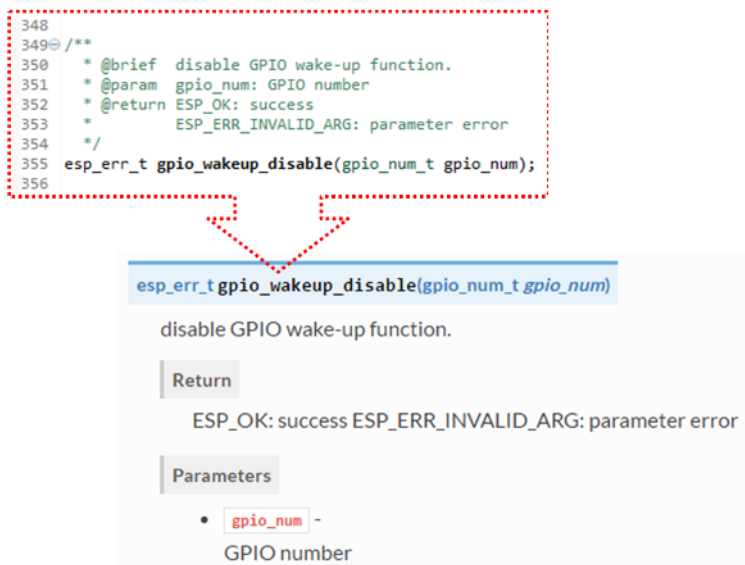 348
349 /**
350 * @brief disable GPIO wake-up function.
351 * @param gpio_num: GPIO number
352 * @return ESP_OK: success
353 * ESP_ERR_INVALID_ARG: parameter error
354 */
355 esp_err_t gpio_wakeup_disable(gpio_num_t gpio_num);
356
esp_err_t gpio_wakeup_disable(gpio_num_t gpio_num)
disable GPIO wake-up function.
Return
ESP_OK: success ESP_ERR_INVALID_ARG: parameter error
Parameters
• gpio_num -
GPIO number